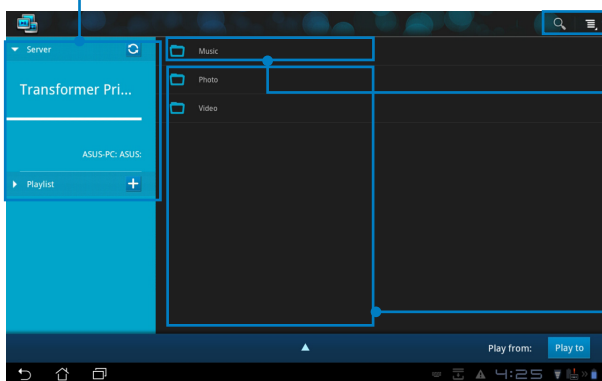 Server
Music
Photo
Transformer Pri...
Video
ASUS-PC: ASUS:
Playlist
Play from:
Play to
4:25